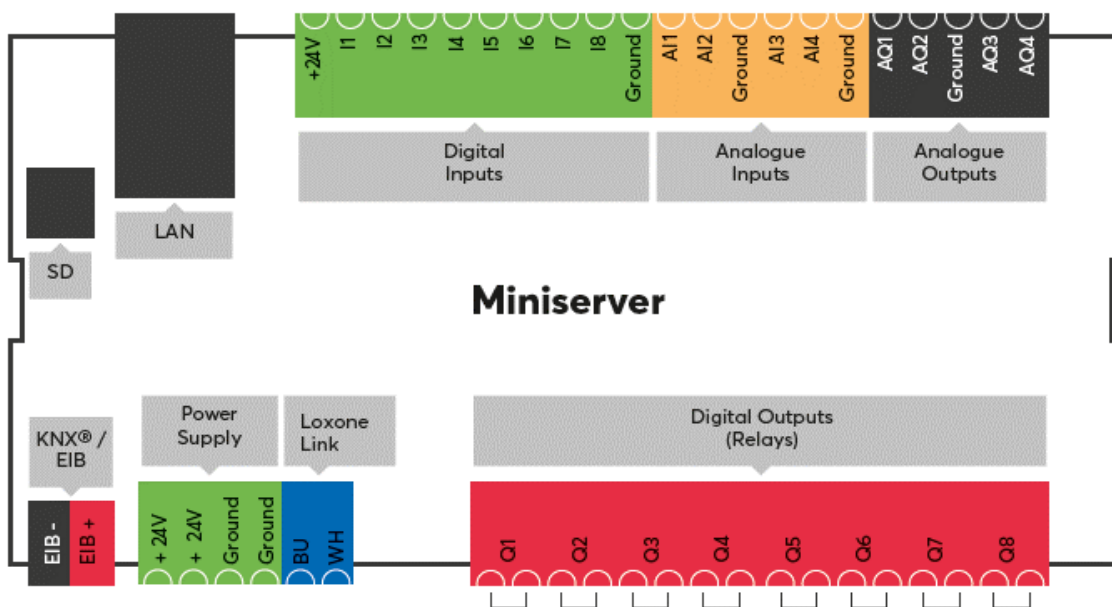 +24V I1 I2 I3 I4 I5 I6 I7 I8 Ground AI1 AI2 Ground AI3 AI4 Ground AQ1 AQ2 Ground AQ3 AQ4
Digital
Inputs
Analogue
Inputs
Analogue
Outputs
LAN
SD
Miniserver
KNX® /
EIB
Power
Supply
Loxone
Link
Digital Outputs
(Relays)
EIB - EIB + + 24V + 24V Ground Ground BU WH Q1 Q2 Q3 Q4 Q5 Q6 Q7 Q8